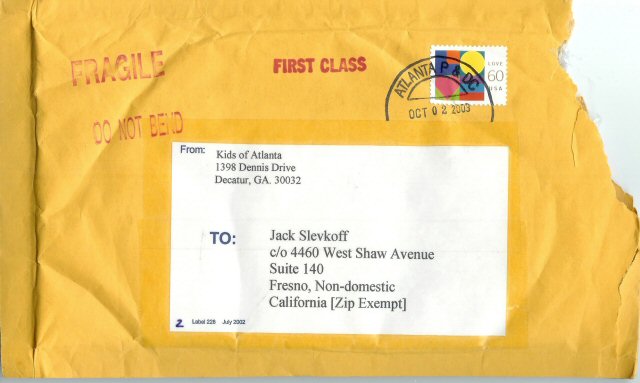 FRAGILE
FIRST CLASS
DO NOT BEND
LOVE
60
USA
ATLANTA P & DC
OCT 02 2003
From:
Kids of Atlanta
1398 Dennis Drive
Decatur, GA. 30032
TO:
Jack Slevkoff
c/o 4460 West Shaw Avenue
Suite 140
Fresno, Non-domestic
California [Zip Exempt]
2 Label 228 July 2002